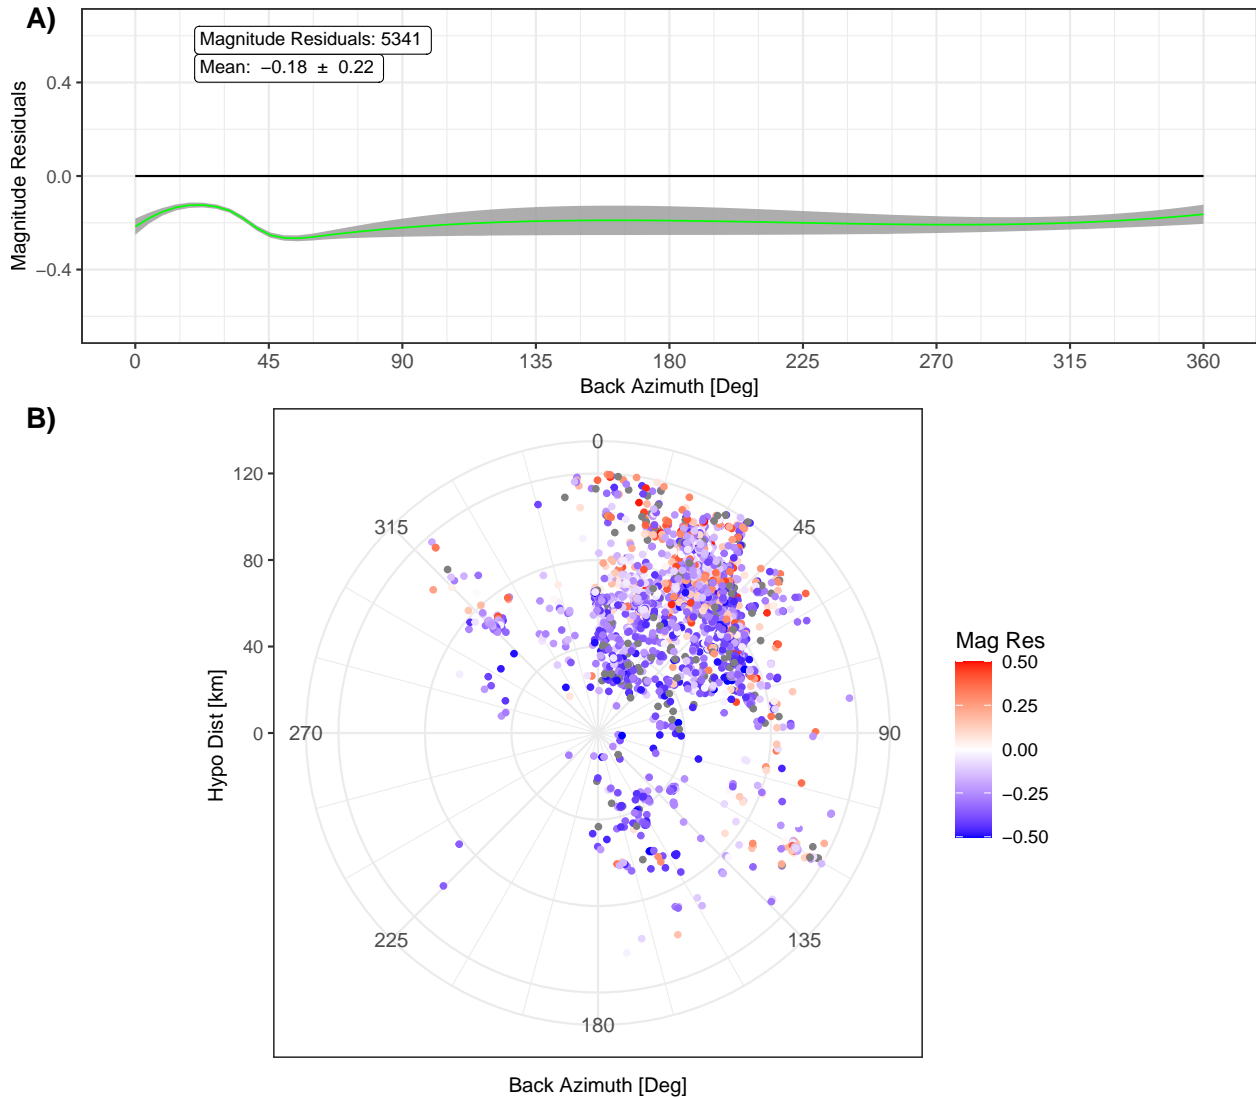 A)
Magnitude Residuals: 5341
Mean: −0.18 ± 0.22
Magnitude Residuals
0.4
0.0
−0.4
0 45 90 135 180 225 270 315 360
Back Azimuth [Deg]
B)
Hypo Dist [km]
120
80
40
0
0
45
90
135
180
225
270
315
Back Azimuth [Deg]
Mag Res
0.50
0.25
0.00
−0.25
−0.50